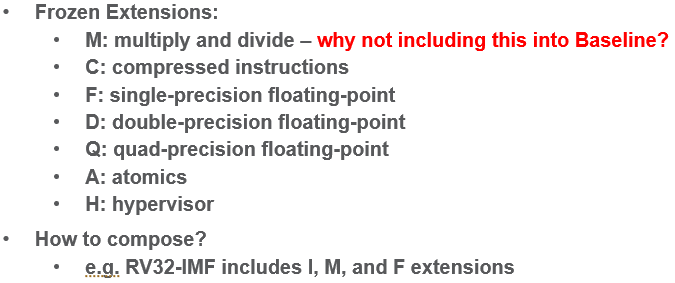 • Frozen Extensions:
• M: multiply and divide – why not including this into Baseline?
• C: compressed instructions
• F: single-precision floating-point
• D: double-precision floating-point
• Q: quad-precision floating-point
• A: atomics
• H: hypervisor
• How to compose?
• e.g. RV32-IMF includes I, M, and F extensions